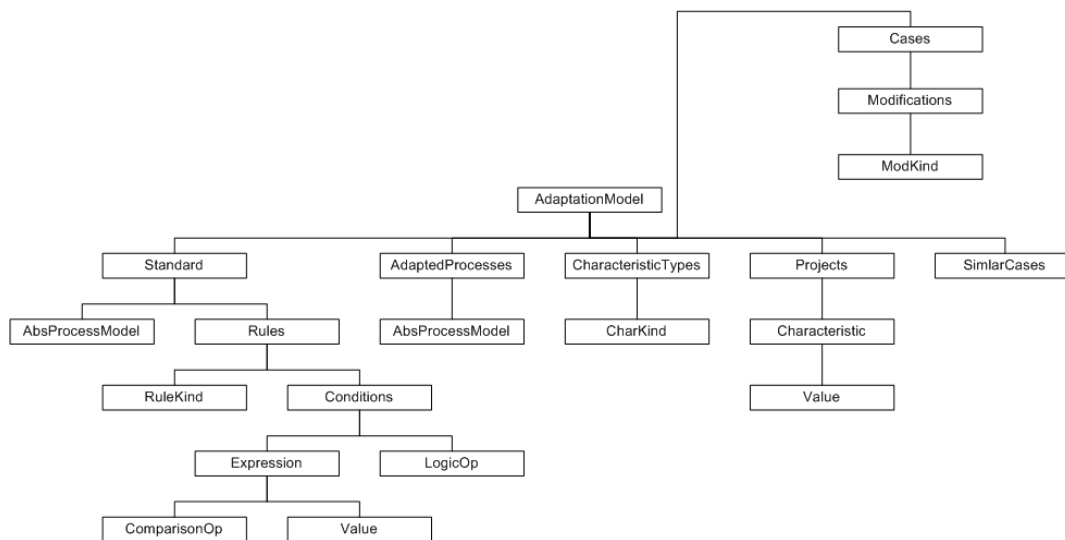 Cases
Modifications
ModKind
AdaptationModel
Standard
AdaptedProcesses
CharacteristicTypes
Projects
SimlarCases
AbsProcessModel
Rules
AbsProcessModel
CharKind
Characteristic
RuleKind
Conditions
Value
Expression
LogicOp
ComparisonOp
Value